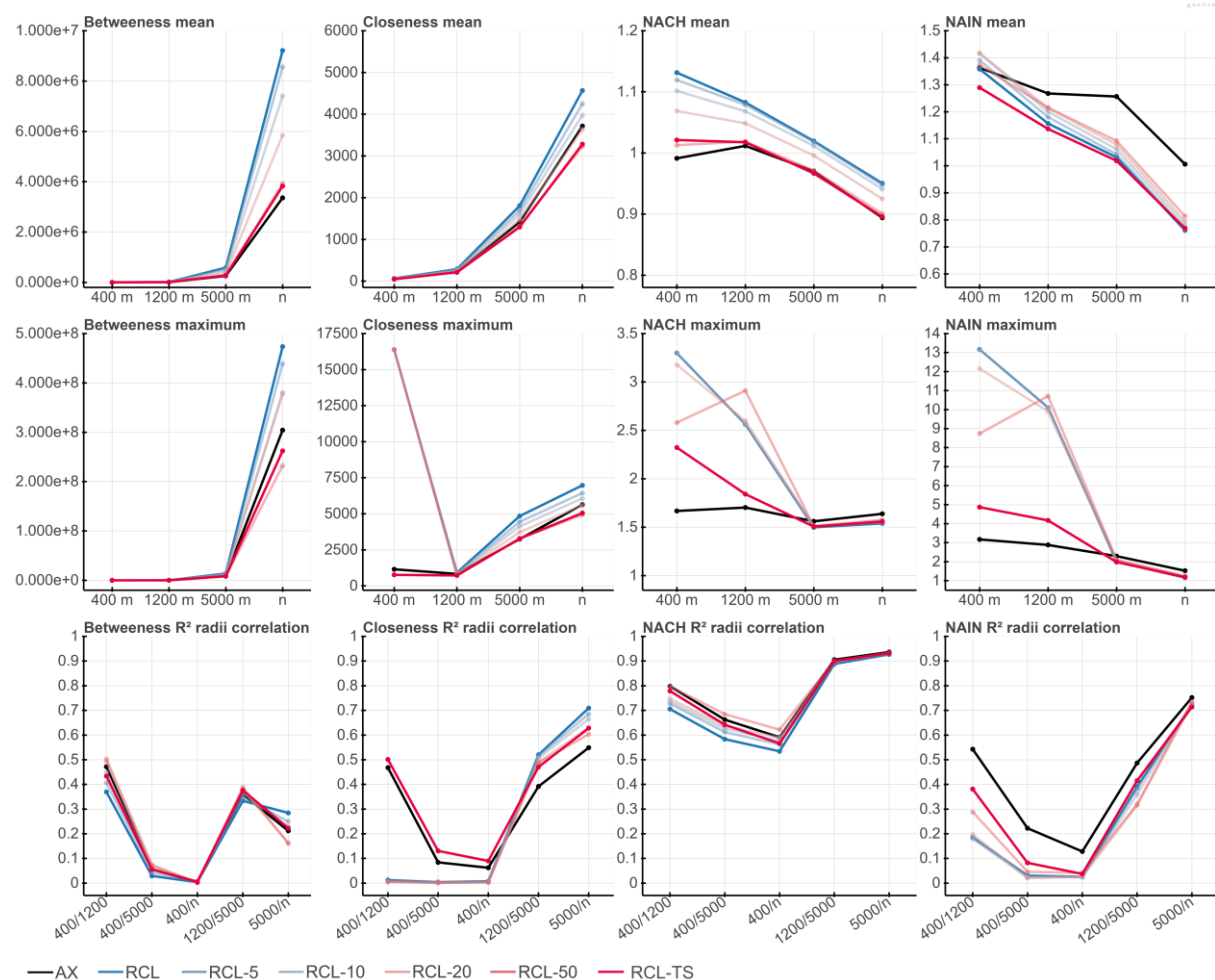 Betweeness mean
1.000e+7
8.000e+6
6.000e+6
4.000e+6
2.000e+6
0.000e+0
400 m 1200 m 5000 m n
Closeness mean
6000
5000
4000
3000
2000
1000
0
400 m 1200 m 5000 m n
NACH mean
1.2
1.1
1
0.9
0.8
400 m 1200 m 5000 m n
NAIN mean
1.5
1.4
1.3
1.2
1.1
1
0.9
0.8
0.7
0.6
400 m 1200 m 5000 m n
Betweeness maximum
5.000e+8
4.000e+8
3.000e+8
2.000e+8
1.000e+8
0.000e+0
400 m 1200 m 5000 m n
Closeness maximum
17500
15000
12500
10000
7500
5000
2500
0
400 m 1200 m 5000 m n
NACH maximum
3.5
3
2.5
2
1.5
1
400 m 1200 m 5000 m n
NAIN maximum
14
13
12
11
10
9
8
7
6
5
4
3
2
1
400 m 1200 m 5000 m n
Betweeness R² radii correlation
1
0.9
0.8
0.7
0.6
0.5
0.4
0.3
0.2
0.1
0
400/1200 400/5000 400/n 1200/5000 5000/n
Closeness R² radii correlation
1
0.9
0.8
0.7
0.6
0.5
0.4
0.3
0.2
0.1
0
400/1200 400/5000 400/n 1200/5000 5000/n
NACH R² radii correlation
1
0.9
0.8
0.7
0.6
0.5
0.4
0.3
0.2
0.1
0
400/1200 400/5000 400/n 1200/5000 5000/n
NAIN R² radii correlation
1
0.9
0.8
0.7
0.6
0.5
0.4
0.3
0.2
0.1
0
400/1200 400/5000 400/n 1200/5000 5000/n
AX RCL RCL-5 RCL-10 RCL-20 RCL-50 RCL-TS